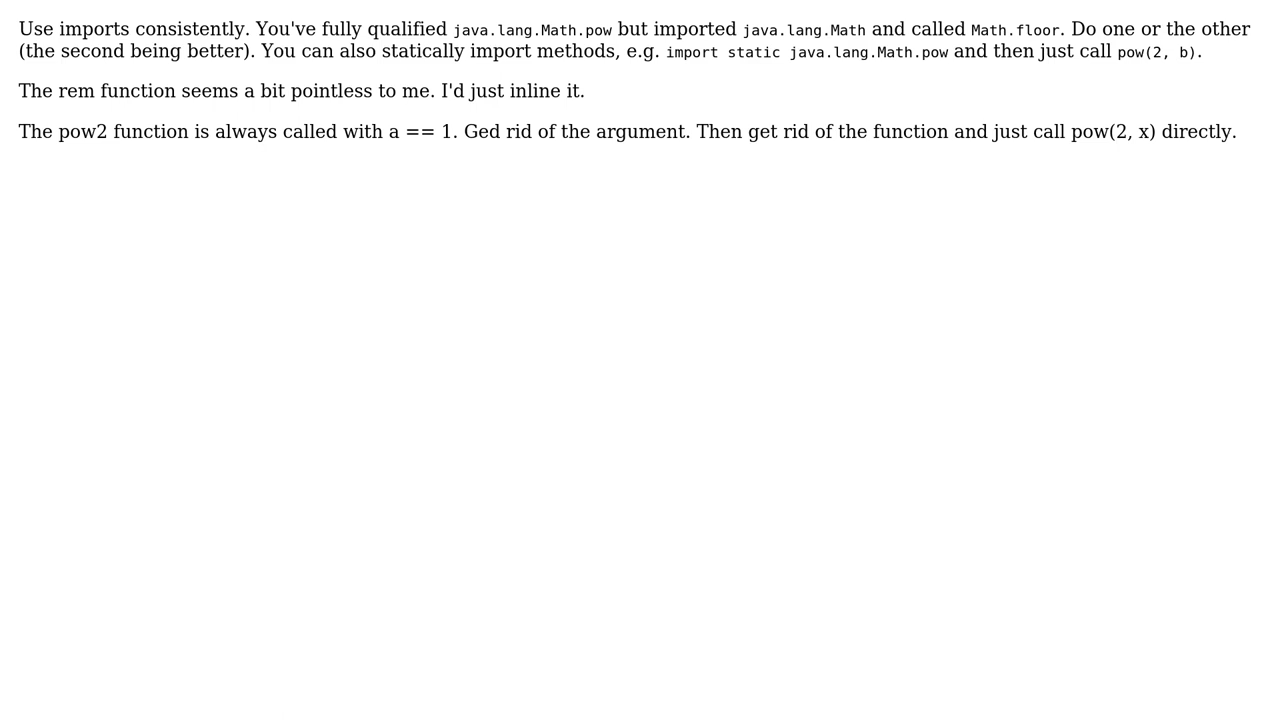 Use imports consistently. You've fully qualified java.lang.Math.pow but imported java.lang.Math and called Math.floor. Do one or the other
(the second being better). You can also statically import methods, e.g. import static java.lang.Math.pow and then just call pow(2, b).
The rem function seems a bit pointless to me. I'd just inline it.
The pow2 function is always called with a == 1. Ged rid of the argument. Then get rid of the function and just call pow(2, x) directly.